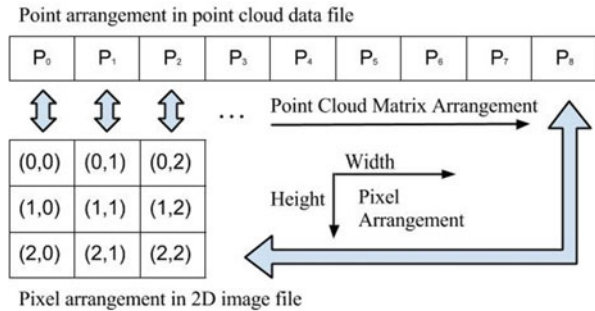 Point arrangement in point cloud data file
P₀ P₁ P₂ P₃ P₄ P₅ P₆ P₇ P₈
... Point Cloud Matrix Arrangement
(0,0) (0,1) (0,2)
Width
(1,0) (1,1) (1,2)
Height
Pixel
Arrangement
(2,0) (2,1) (2,2)
Pixel arrangement in 2D image file